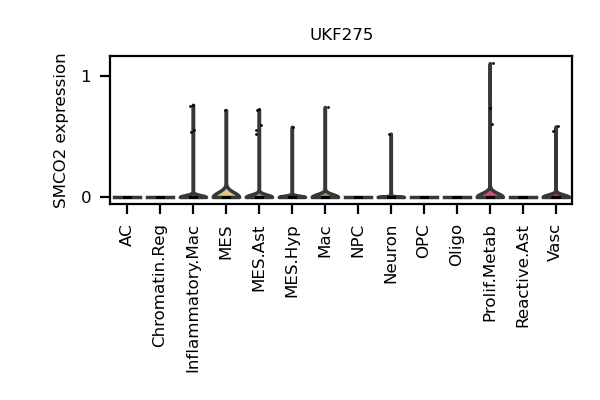 UKF275
SMCO2 expression
1
0
AC
Chromatin.Reg
Inflammatory.Mac
MES
MES.Ast
MES.Hyp
Mac
NPC
Neuron
OPC
Oligo
Prolif.Metab
Reactive.Ast
Vasc